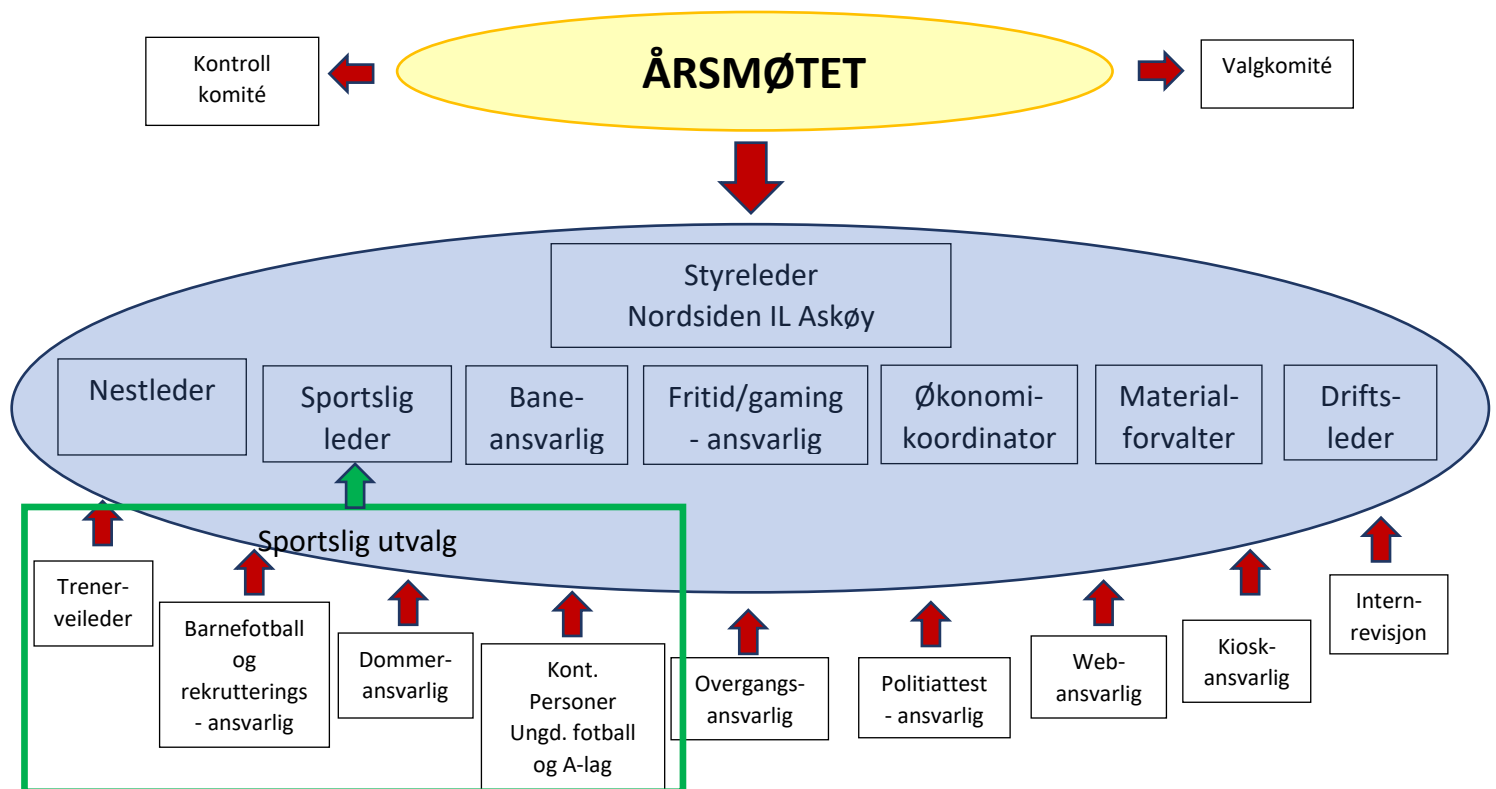 Kontroll
komité
ÅRSMØTET
Valgkomité
Styreleder
Nordsiden IL Askøy
Nestleder
Sportslig
leder
Bane-
ansvarlig
Fritid/gaming
- ansvarlig
Økonomi-
koordinator
Material-
forvalter
Drifts-
leder
Sportslig utvalg
Trener-
veileder
Barnefotball
og
rekrutterings
- ansvarlig
Dommer-
ansvarlig
Kont.
Personer
Ungd. fotball
og A-lag
Overgangs-
ansvarlig
Politiattest
- ansvarlig
Web-
ansvarlig
Kiosk-
ansvarlig
Intern-
revisjon